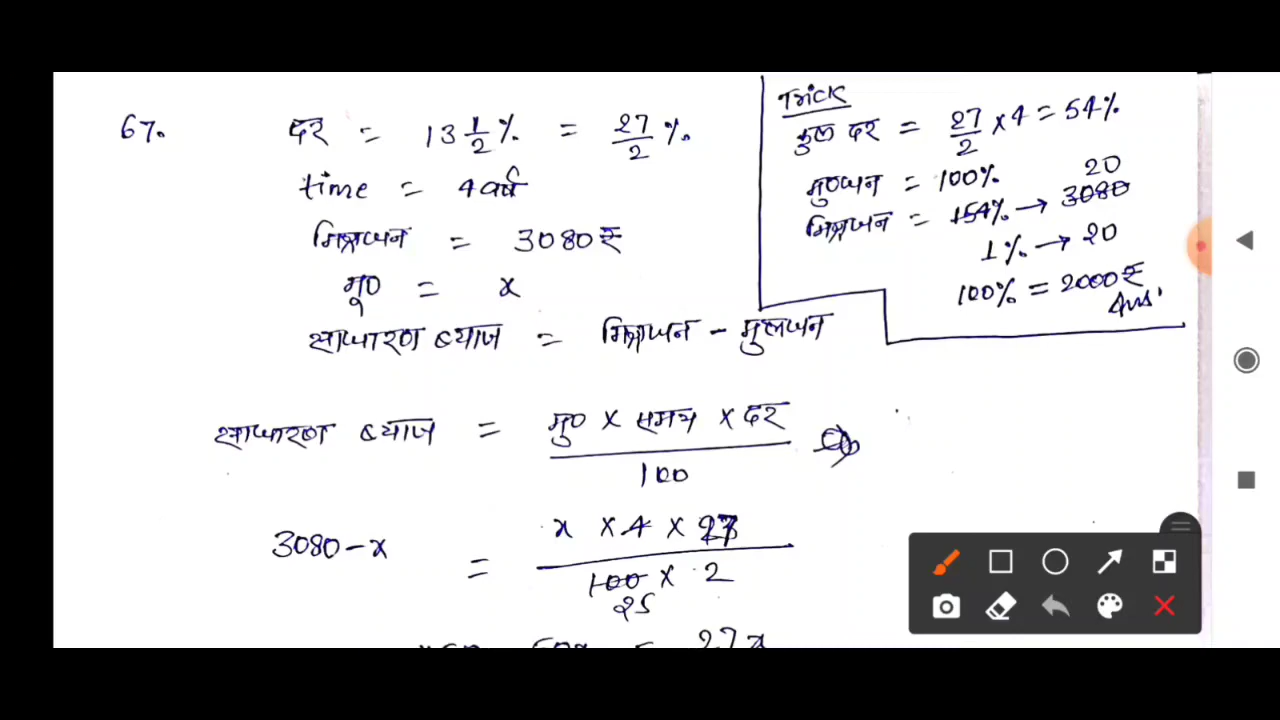 67.
दर = 13 1/2 % = 27/2 %.
time = 4 वर्ष
मिश्रधन = 3080 ₹
मू० = x
साधारण ब्याज = मिश्रधन - मुलधन
साधारण ब्याज = मू० × समय × दर / 100
3080 - x = x × 4 × 27 / 100 × 2
25
27x
Trick
कुल दर = 27/2 × 4 = 54%
मुलधन = 100%
20
मिश्रधन = 154% → 3080
1% → 20
100% = 2000 ₹
Ans.